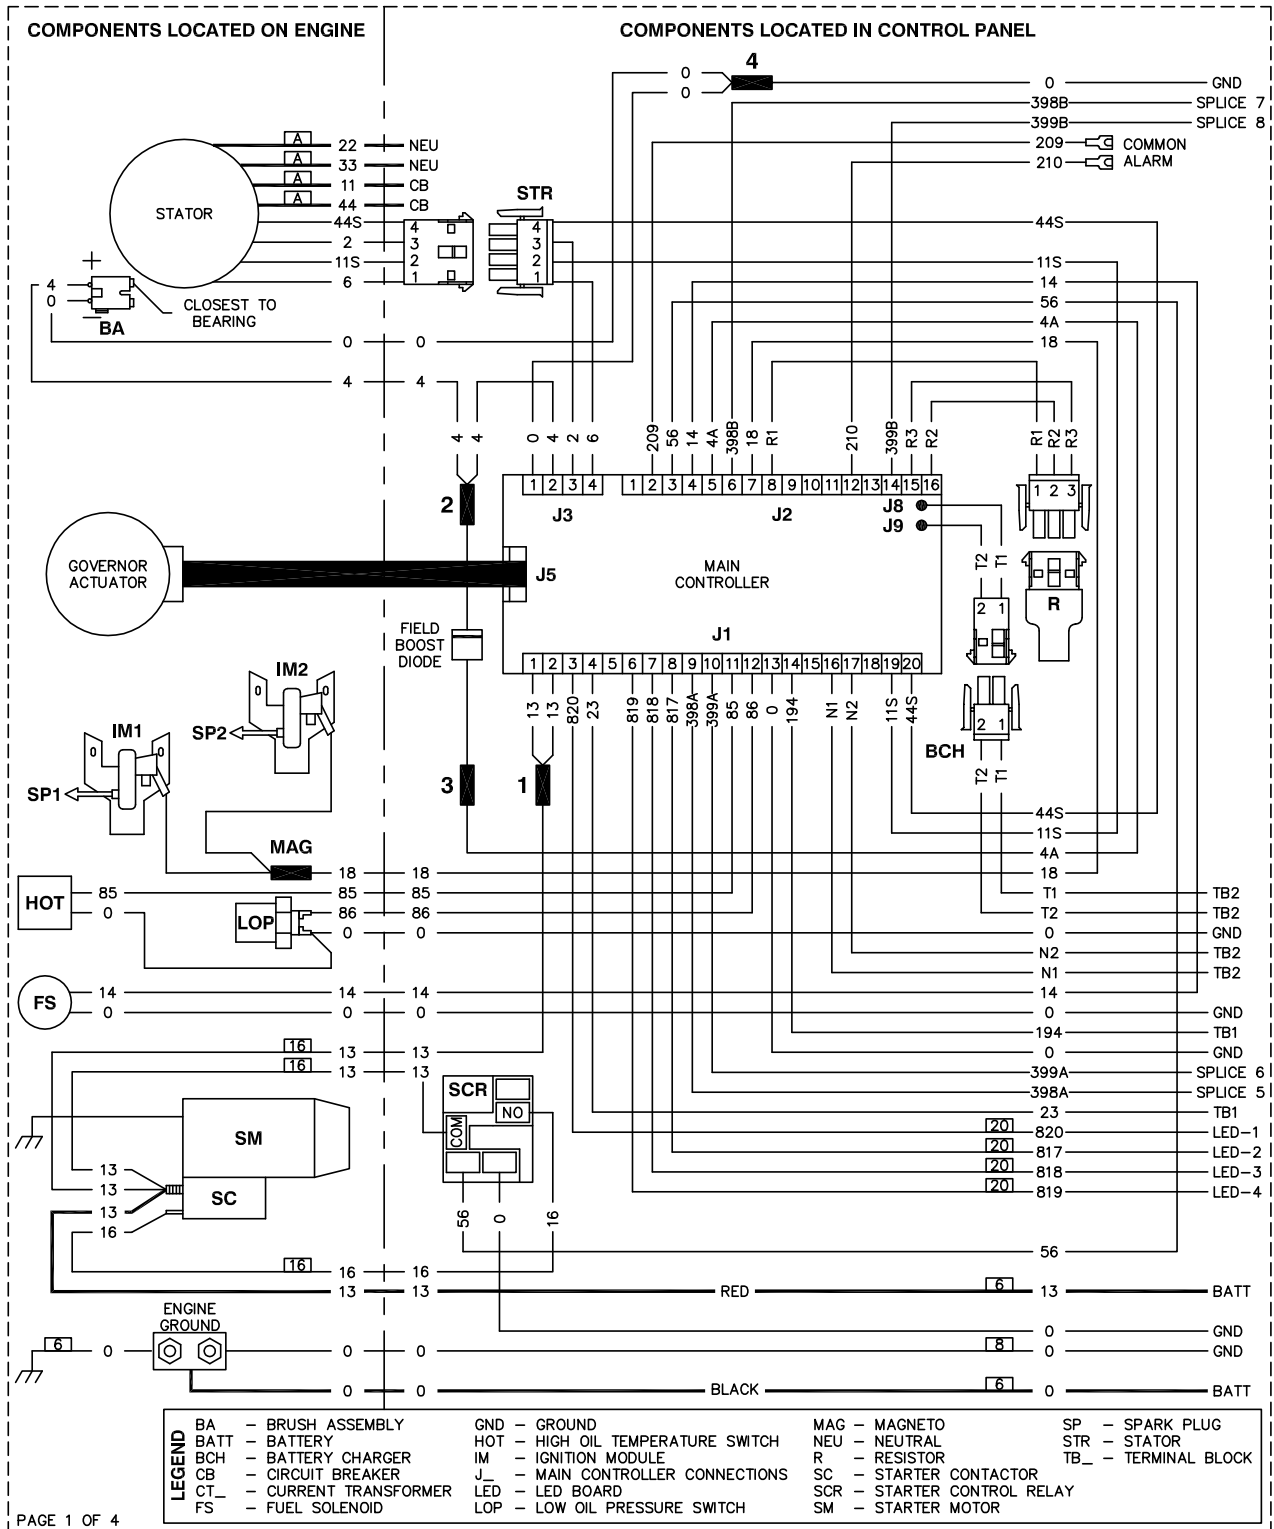 COMPONENTS LOCATED ON ENGINE
COMPONENTS LOCATED IN CONTROL PANEL
4
0
0
0 GND
398B SPLICE 7
399B SPLICE 8
209 COMMON
210 ALARM
STATOR
A 22 NEU
A 33 NEU
A 11 CB
A 44 CB
44S
2
11S
6
4
3
2
1
STR
4
3
2
1
44S
11S
14
56
4A
18
+
4
0
−
BA
CLOSEST TO
BEARING
0 0
4 4
4
4
0
4
2
6
209
56
14
4A
398B
18
R1
210
399B
R3
R2
R1
R2
R3
1 2 3 4
1 2 3 4 5 6 7 8 9 10 11 12 13 14 15 16
1 2 3
2
J3
J2
J8
J9
GOVERNOR
ACTUATOR
J5
MAIN
CONTROLLER
T2
T1
2 1
R
FIELD
BOOST
DIODE
J1
1 2 3 4 5 6 7 8 9 10 11 12 13 14 15 16 17 18 19 20
13
13
820
23
819
818
817
398A
399A
85
86
0
194
N1
N2
11S
44S
2 1
BCH
T2
T1
IM2
SP2
IM1
SP1
3
1
MAG
44S
11S
4A
18 18 18
HOT
85 85 85
0
LOP
86 86
0 0
T1 TB2
T2 TB2
0 GND
N2 TB2
N1 TB2
FS
14 14 14 14
0 0 0 0 GND
194 TB1
16 13 13
0 GND
16 13 13
399A SPLICE 6
398A SPLICE 5
23 TB1
20 820 LED-1
20 817 LED-2
20 818 LED-3
20 819 LED-4
SCR
NO
COM
SM
SC
13
13
13
16
56
0
16
56
16 16 16
13 13 RED 6 13 BATT
ENGINE
GROUND
0 GND
6 0 0 0 8 0 GND
0 0 BLACK 6 0 BATT
LEGEND
BA – BRUSH ASSEMBLY
BATT – BATTERY
BCH – BATTERY CHARGER
CB – CIRCUIT BREAKER
CT_ – CURRENT TRANSFORMER
FS – FUEL SOLENOID
GND – GROUND
HOT – HIGH OIL TEMPERATURE SWITCH
IM – IGNITION MODULE
J_ – MAIN CONTROLLER CONNECTIONS
LED – LED BOARD
LOP – LOW OIL PRESSURE SWITCH
MAG – MAGNETO
NEU – NEUTRAL
R – RESISTOR
SC – STARTER CONTACTOR
SCR – STARTER CONTROL RELAY
SM – STARTER MOTOR
SP – SPARK PLUG
STR – STATOR
TB_ – TERMINAL BLOCK
PAGE 1 OF 4